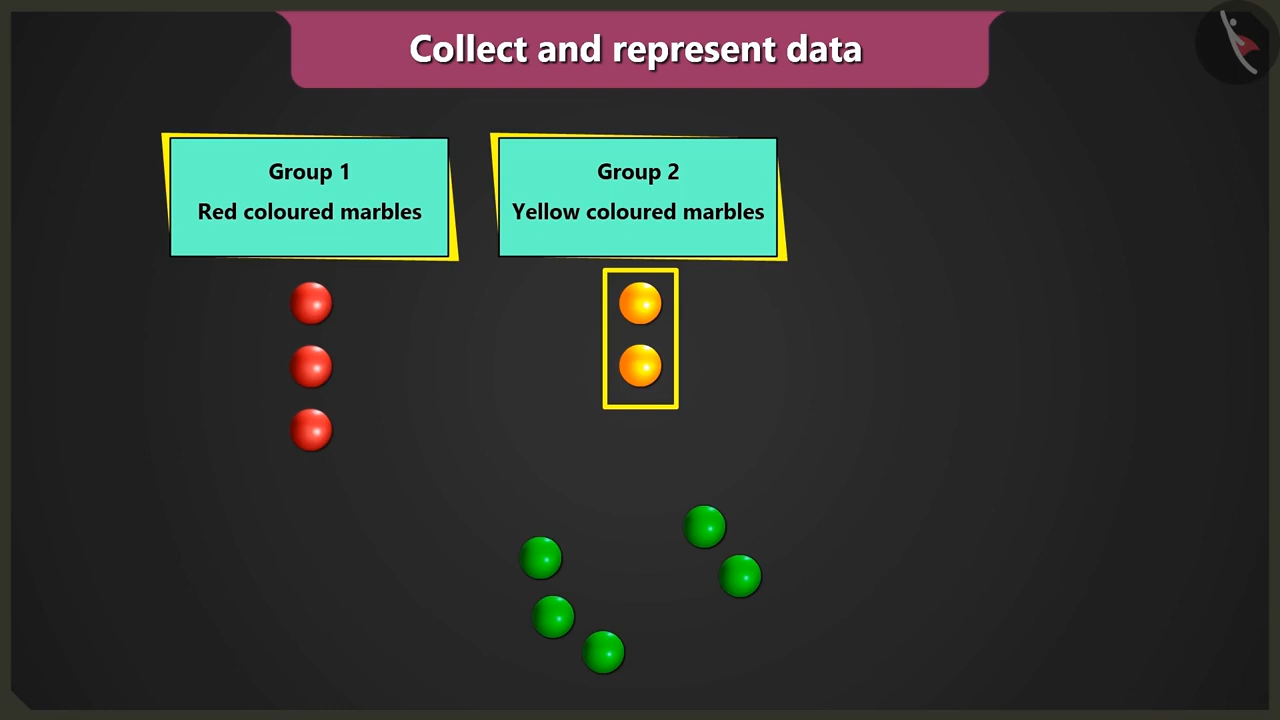 Collect and represent data
Group 1
Red coloured marbles
Group 2
Yellow coloured marbles